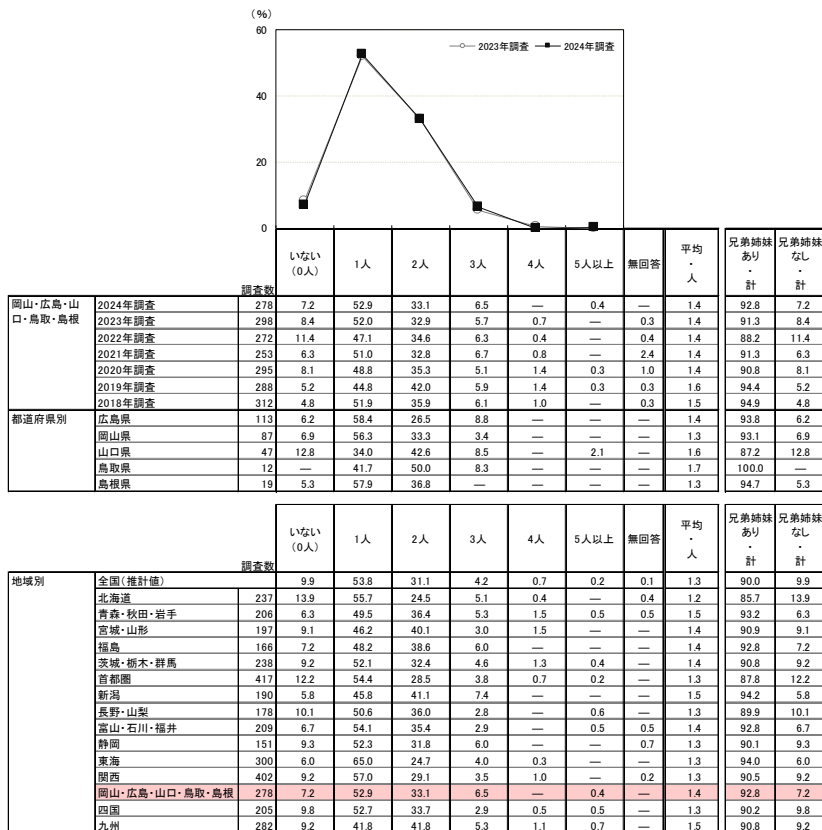 (%)
60
40
20
0
2023年調査 2024年調査
調査数 いない(0人) 1人 2人 3人 4人 5人以上 無回答 平均・人 兄弟姉妹あり・計 兄弟姉妹なし・計
岡山・広島・山口・鳥取・島根 2024年調査 278 7.2 52.9 33.1 6.5 — 0.4 — 1.4 92.8 7.2
2023年調査 298 8.4 52.0 32.9 5.7 0.7 — 0.3 1.4 91.3 8.4
2022年調査 272 11.4 47.1 34.6 6.3 0.4 — 0.4 1.4 88.2 11.4
2021年調査 253 6.3 51.0 32.8 6.7 0.8 — 2.4 1.4 91.3 6.3
2020年調査 295 8.1 48.8 35.3 5.1 1.4 0.3 1.0 1.4 90.8 8.1
2019年調査 288 5.2 44.8 42.0 5.9 1.4 0.3 0.3 1.6 94.4 5.2
2018年調査 312 4.8 51.9 35.9 6.1 1.0 — 0.3 1.5 94.9 4.8
都道府県別 広島県 113 6.2 58.4 26.5 8.8 — — — 1.4 93.8 6.2
岡山県 87 6.9 56.3 33.3 3.4 — — — 1.3 93.1 6.9
山口県 47 12.8 34.0 42.6 8.5 — 2.1 — 1.6 87.2 12.8
鳥取県 12 — 41.7 50.0 8.3 — — — 1.7 100.0 —
島根県 19 5.3 57.9 36.8 — — — — 1.3 94.7 5.3
調査数 いない(0人) 1人 2人 3人 4人 5人以上 無回答 平均・人 兄弟姉妹あり・計 兄弟姉妹なし・計
地域別 全国(推計値) 9.9 53.8 31.1 4.2 0.7 0.2 0.1 1.3 90.0 9.9
北海道 237 13.9 55.7 24.5 5.1 0.4 — 0.4 1.2 85.7 13.9
青森・秋田・岩手 206 6.3 49.5 36.4 5.3 1.5 0.5 0.5 1.5 93.2 6.3
宮城・山形 197 9.1 46.2 40.1 3.0 1.5 — — 1.4 90.9 9.1
福島 166 7.2 48.2 38.6 6.0 — — — 1.4 92.8 7.2
茨城・栃木・群馬 238 9.2 52.1 32.4 4.6 1.3 0.4 — 1.4 90.8 9.2
首都圏 417 12.2 54.4 28.5 3.8 0.7 0.2 — 1.3 87.8 12.2
新潟 190 5.8 45.8 41.1 7.4 — — — 1.5 94.2 5.8
長野・山梨 178 10.1 50.6 36.0 2.8 — 0.6 — 1.3 89.9 10.1
富山・石川・福井 209 6.7 54.1 35.4 2.9 — 0.5 0.5 1.4 92.8 6.7
静岡 151 9.3 52.3 31.8 6.0 — — 0.7 1.3 90.1 9.3
東海 300 6.0 65.0 24.7 4.0 0.3 — — 1.3 94.0 6.0
関西 402 9.2 57.0 29.1 3.5 1.0 — 0.2 1.3 90.5 9.2
岡山・広島・山口・鳥取・島根 278 7.2 52.9 33.1 6.5 — 0.4 — 1.4 92.8 7.2
四国 205 9.8 52.7 33.7 2.9 0.5 0.5 — 1.3 90.2 9.8
九州 282 9.2 41.8 41.8 5.3 1.1 0.7 — 1.5 90.8 9.2